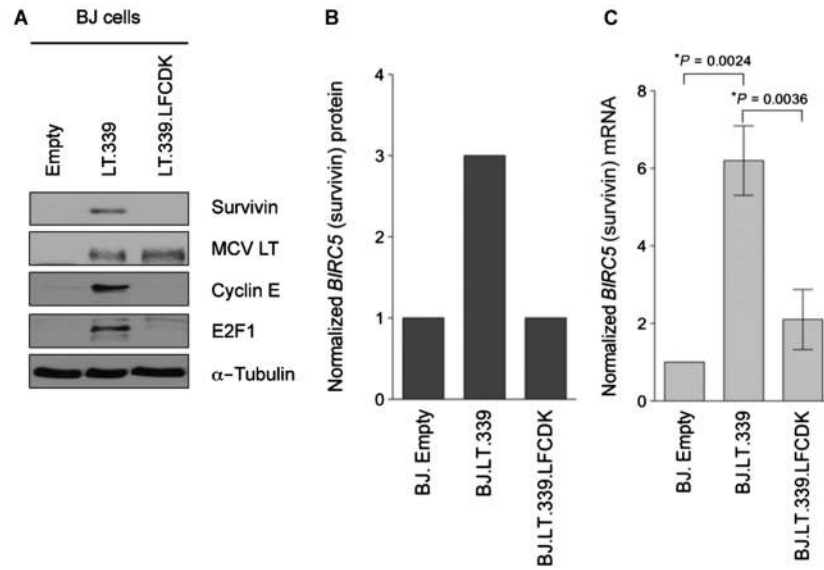 A
BJ cells
Empty
LT.339
LT.339.LFCDK
Survivin
MCV LT
Cyclin E
E2F1
α-Tubulin
B
Normalized BIRC5 (survivin) protein
4
3
2
1
0
BJ. Empty
BJ.LT.339
BJ.LT.339.LFCDK
C
Normalized BIRC5 (survivin) mRNA
*P = 0.0024
*P = 0.0036
8
6
4
2
0
BJ. Empty
BJ.LT.339
BJ.LT.339.LFCDK